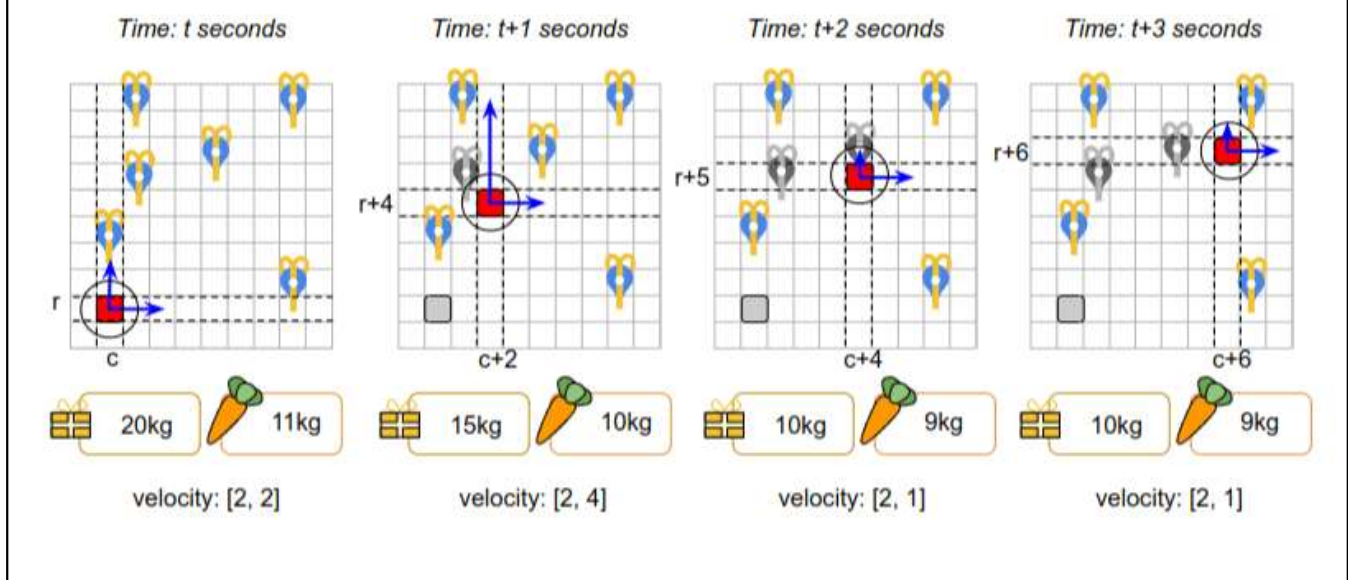 Time: t seconds
Time: t+1 seconds
Time: t+2 seconds
Time: t+3 seconds
r+6
r+5
r+4
r
c
c+2
c+4
c+6
20kg
11kg
15kg
10kg
10kg
9kg
10kg
9kg
velocity: [2, 2]
velocity: [2, 4]
velocity: [2, 1]
velocity: [2, 1]